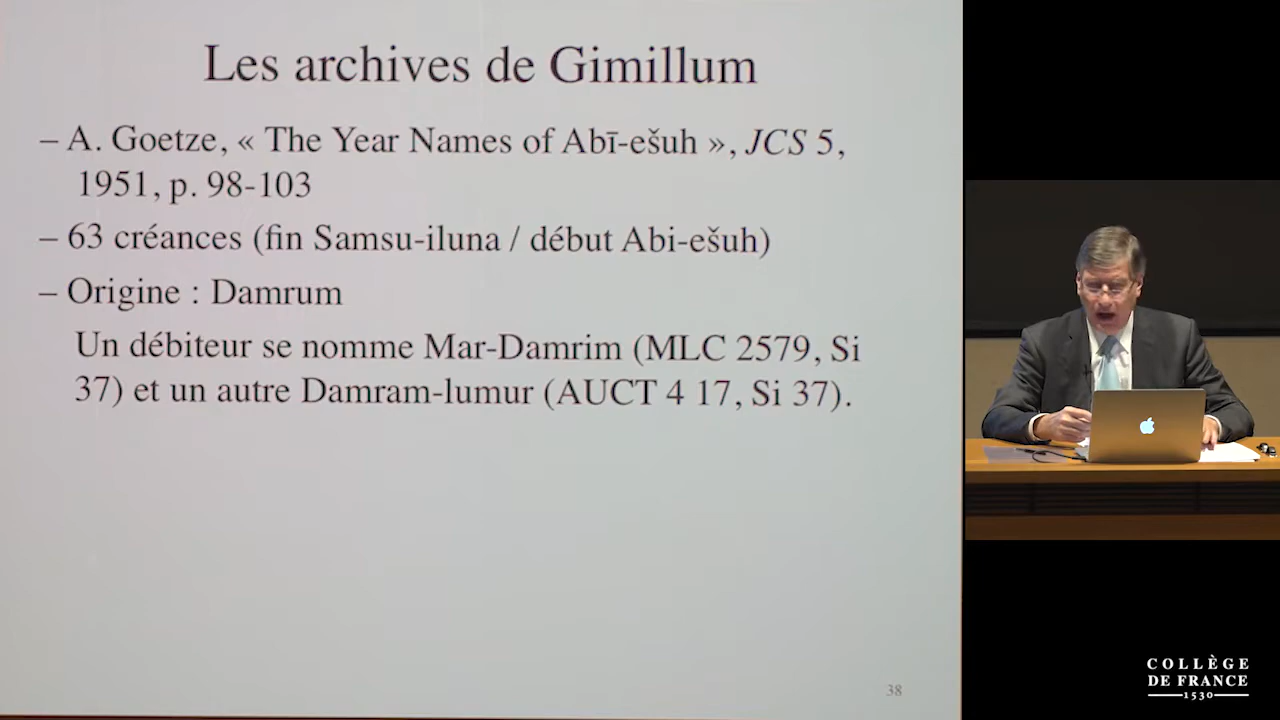 Les archives de Gimillum
– A. Goetze, « The Year Names of Abī-ešuh », JCS 5,
1951, p. 98-103
– 63 créances (fin Samsu-iluna / début Abi-ešuh)
– Origine : Damrum
Un débiteur se nomme Mar-Damrim (MLC 2579, Si
37) et un autre Damram-lumur (AUCT 4 17, Si 37).
38
COLLÈGE
DE FRANCE
1530